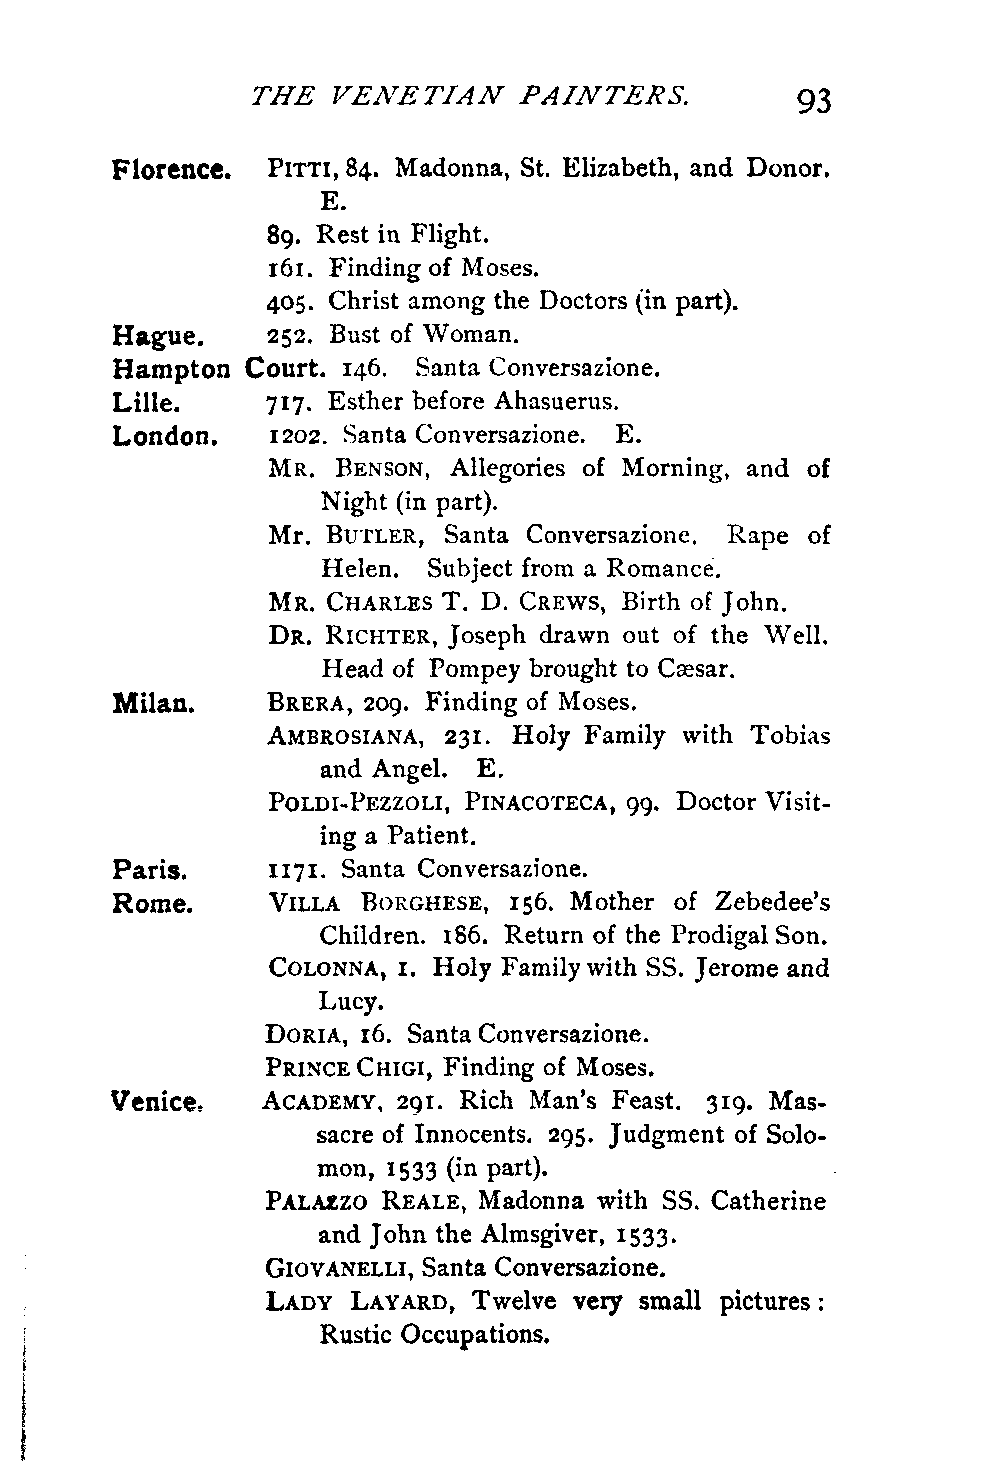 THE VENETIAN PAINTERS. 93
Florence. PITTI, 84. Madonna, St. Elizabeth, and Donor.
E.
89. Rest in Flight.
161. Finding of Moses.
405. Christ among the Doctors (in part).
Hague. 252. Bust of Woman.
Hampton Court. 146. Santa Conversazione.
Lille. 717. Esther before Ahasuerus.
London. 1202. Santa Conversazione. E.
MR. BENSON, Allegories of Morning, and of
Night (in part).
Mr. BUTLER, Santa Conversazione. Rape of
Helen. Subject from a Romance.
MR. CHARLES T. D. CREWS, Birth of John.
DR. RICHTER, Joseph drawn out of the Well.
Head of Pompey brought to Cæsar.
Milan. BRERA, 209. Finding of Moses.
AMBROSIANA, 231. Holy Family with Tobias
and Angel. E.
POLDI-PEZZOLI, PINACOTECA, 99. Doctor Visit-
ing a Patient.
Paris. 1171. Santa Conversazione.
Rome. VILLA BORGHESE, 156. Mother of Zebedee's
Children. 186. Return of the Prodigal Son.
COLONNA, 1. Holy Family with SS. Jerome and
Lucy.
DORIA, 16. Santa Conversazione.
PRINCE CHIGI, Finding of Moses.
Venice. ACADEMY, 291. Rich Man's Feast. 319. Mas-
sacre of Innocents. 295. Judgment of Solo-
mon, 1533 (in part).
PALAZZO REALE, Madonna with SS. Catherine
and John the Almsgiver, 1533.
GIOVANELLI, Santa Conversazione.
LADY LAYARD, Twelve very small pictures:
Rustic Occupations.